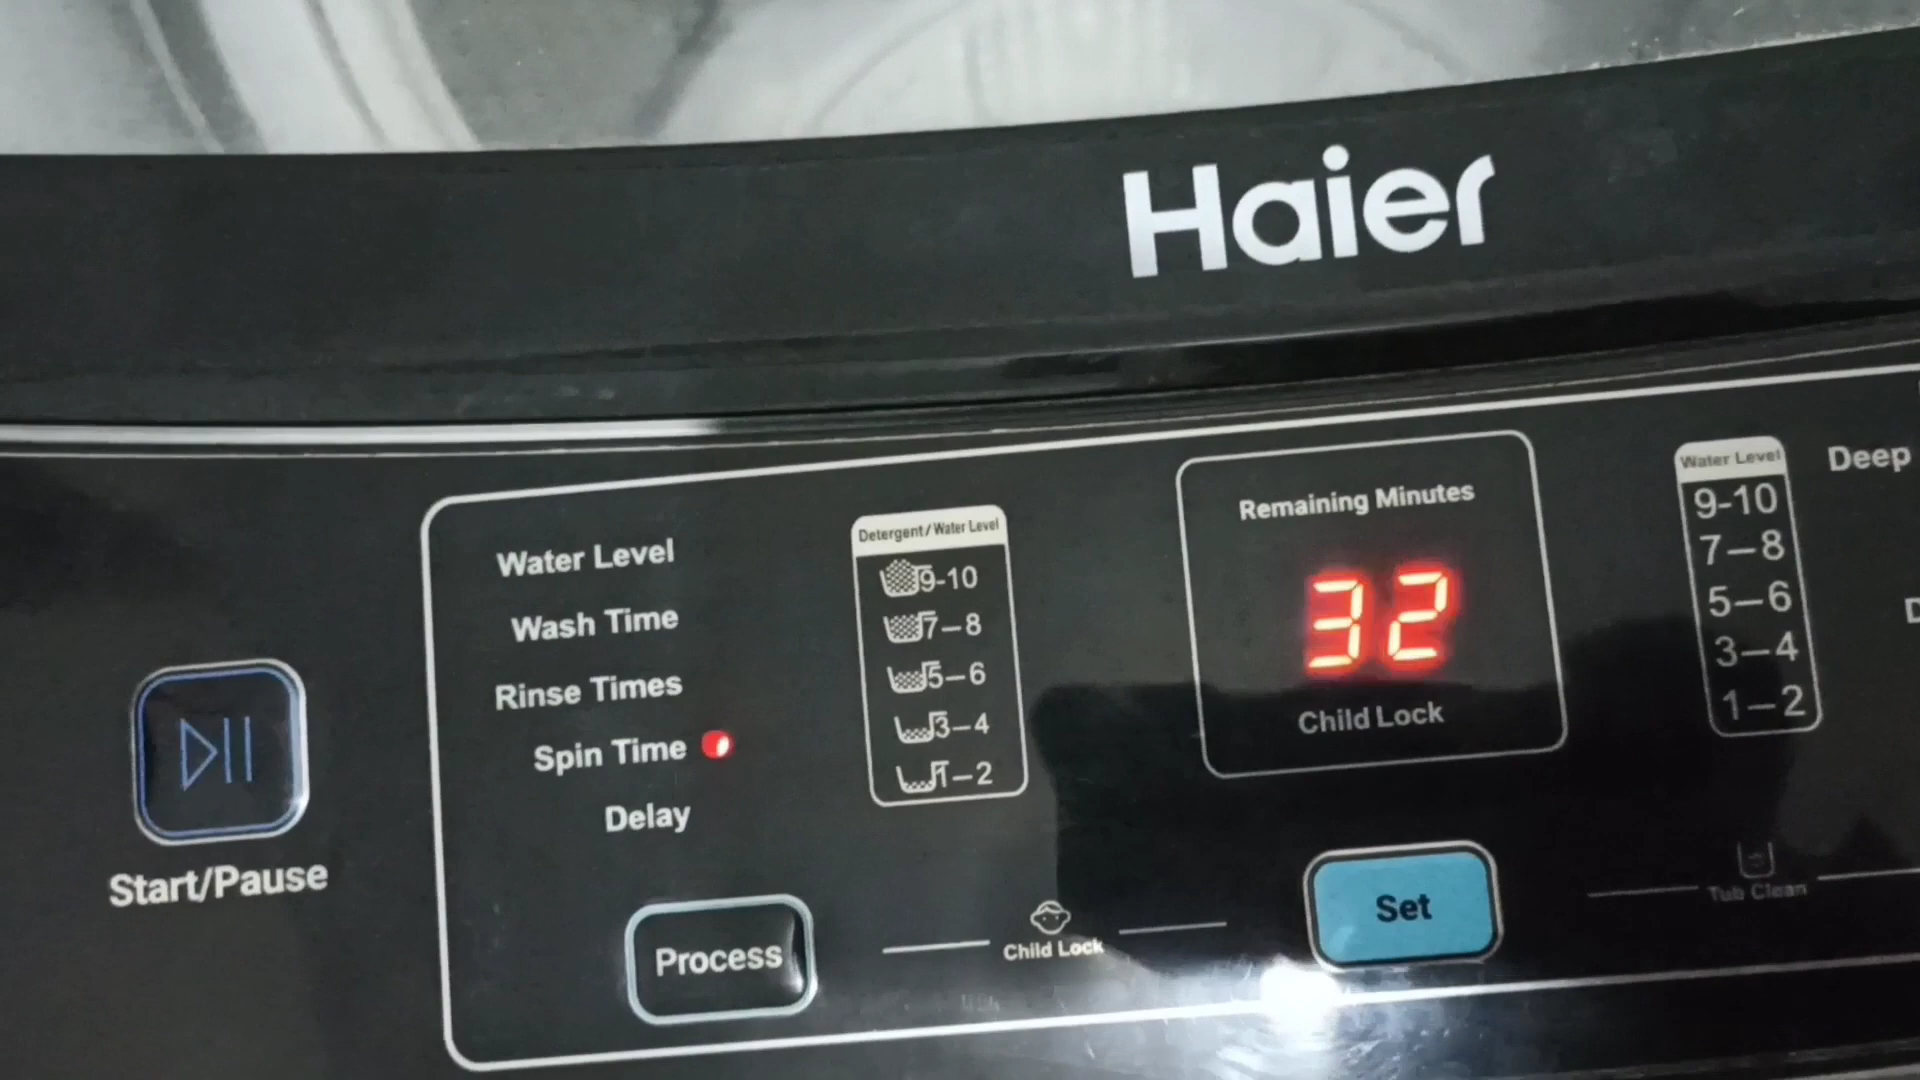 Haier
Water Level
Wash Time
Rinse Times
Spin Time
Delay
Start/Pause
Process
Detergent/Water Level
9-10
7-8
5-6
3-4
1-2
Child Lock
Remaining Minutes
32
Child Lock
Set
Water Level
9-10
7-8
5-6
3-4
1-2
Deep
D
Tub Clean